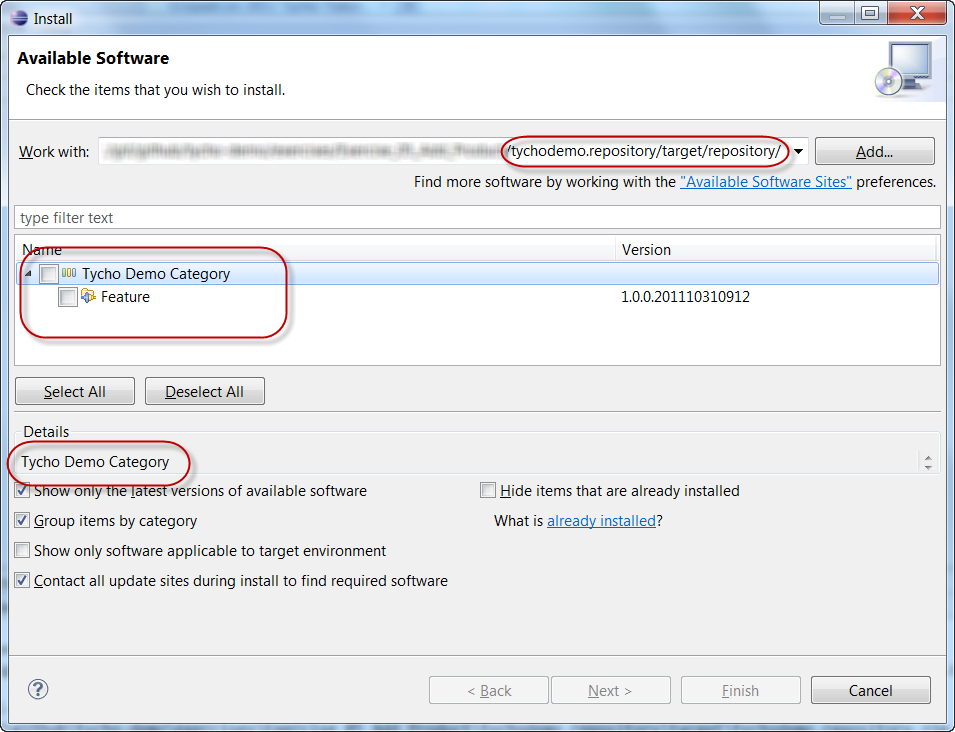 Install
Available Software
Check the items that you wish to install.
Work with: /tychodemo.repository/target/repository/ Add...
Find more software by working with the "Available Software Sites" preferences.
type filter text
Name Version
Tycho Demo Category
Feature 1.0.0.201110310912
Select All Deselect All
Details
Tycho Demo Category
Show only the latest versions of available software Hide items that are already installed
Group items by category What is already installed?
Show only software applicable to target environment
Contact all update sites during install to find required software
? < Back Next > Finish Cancel